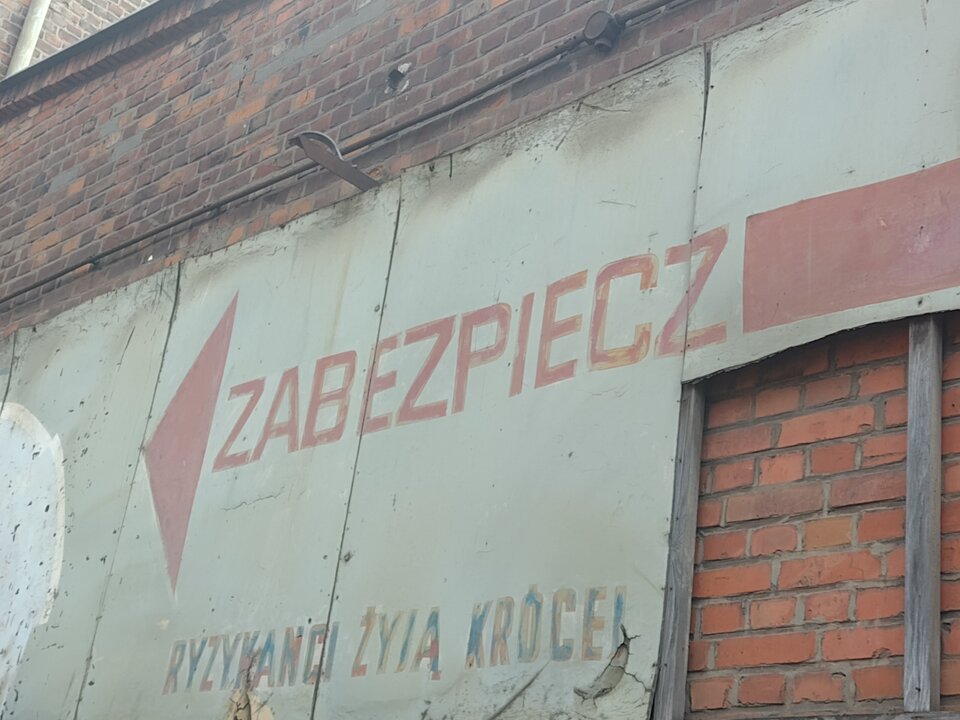 ZABEZPIECZ
RYZYKANCI ŻYJĄ KRÓCEJ